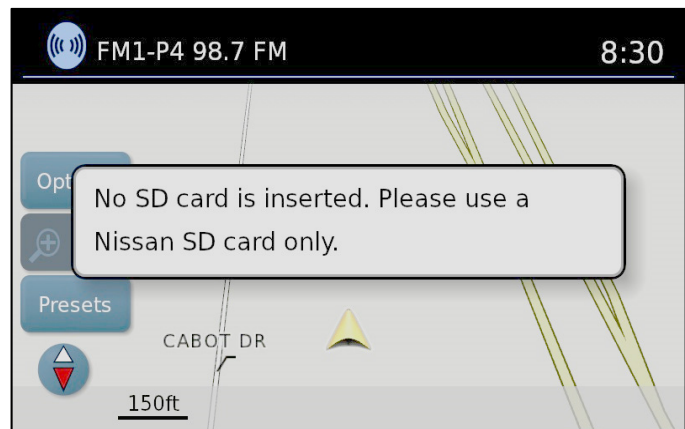 FM1-P4 98.7 FM
8:30
Opt
No SD card is inserted. Please use a
Nissan SD card only.
Presets
CABOT DR
150ft